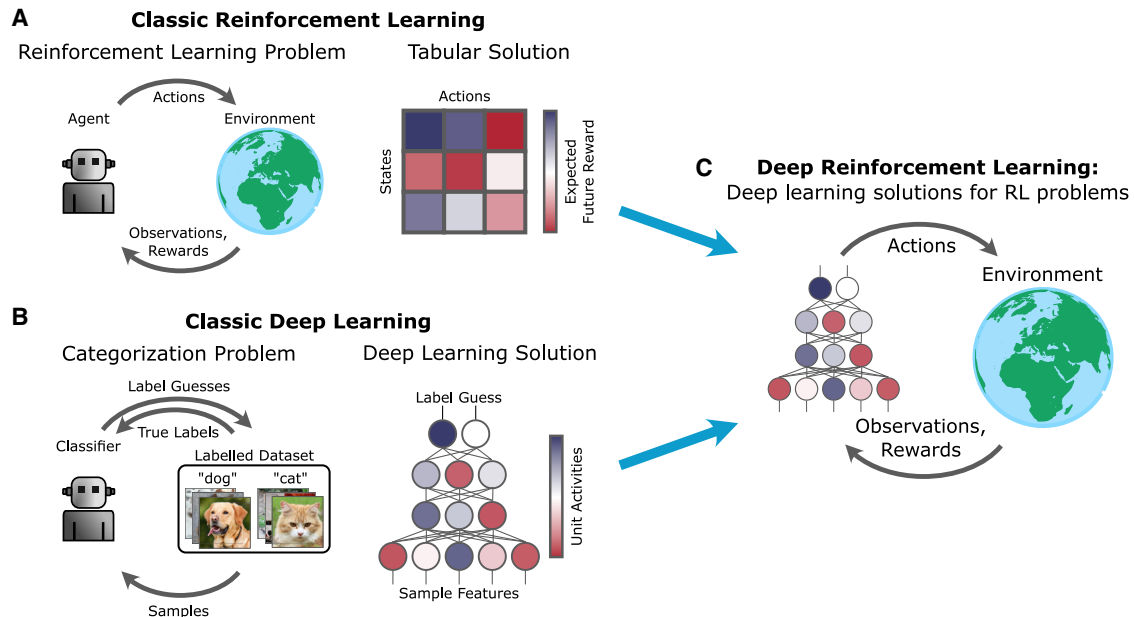 A
Classic Reinforcement Learning
Reinforcement Learning Problem
Tabular Solution
Actions
Agent
Environment
Observations,
Rewards
Actions
States
Expected
Future Reward
B
Classic Deep Learning
Categorization Problem
Deep Learning Solution
Label Guesses
True Labels
Classifier
Labelled Dataset
"dog"
"cat"
Samples
Label Guess
Unit Activities
Sample Features
C
Deep Reinforcement Learning:
Deep learning solutions for RL problems
Actions
Environment
Observations,
Rewards